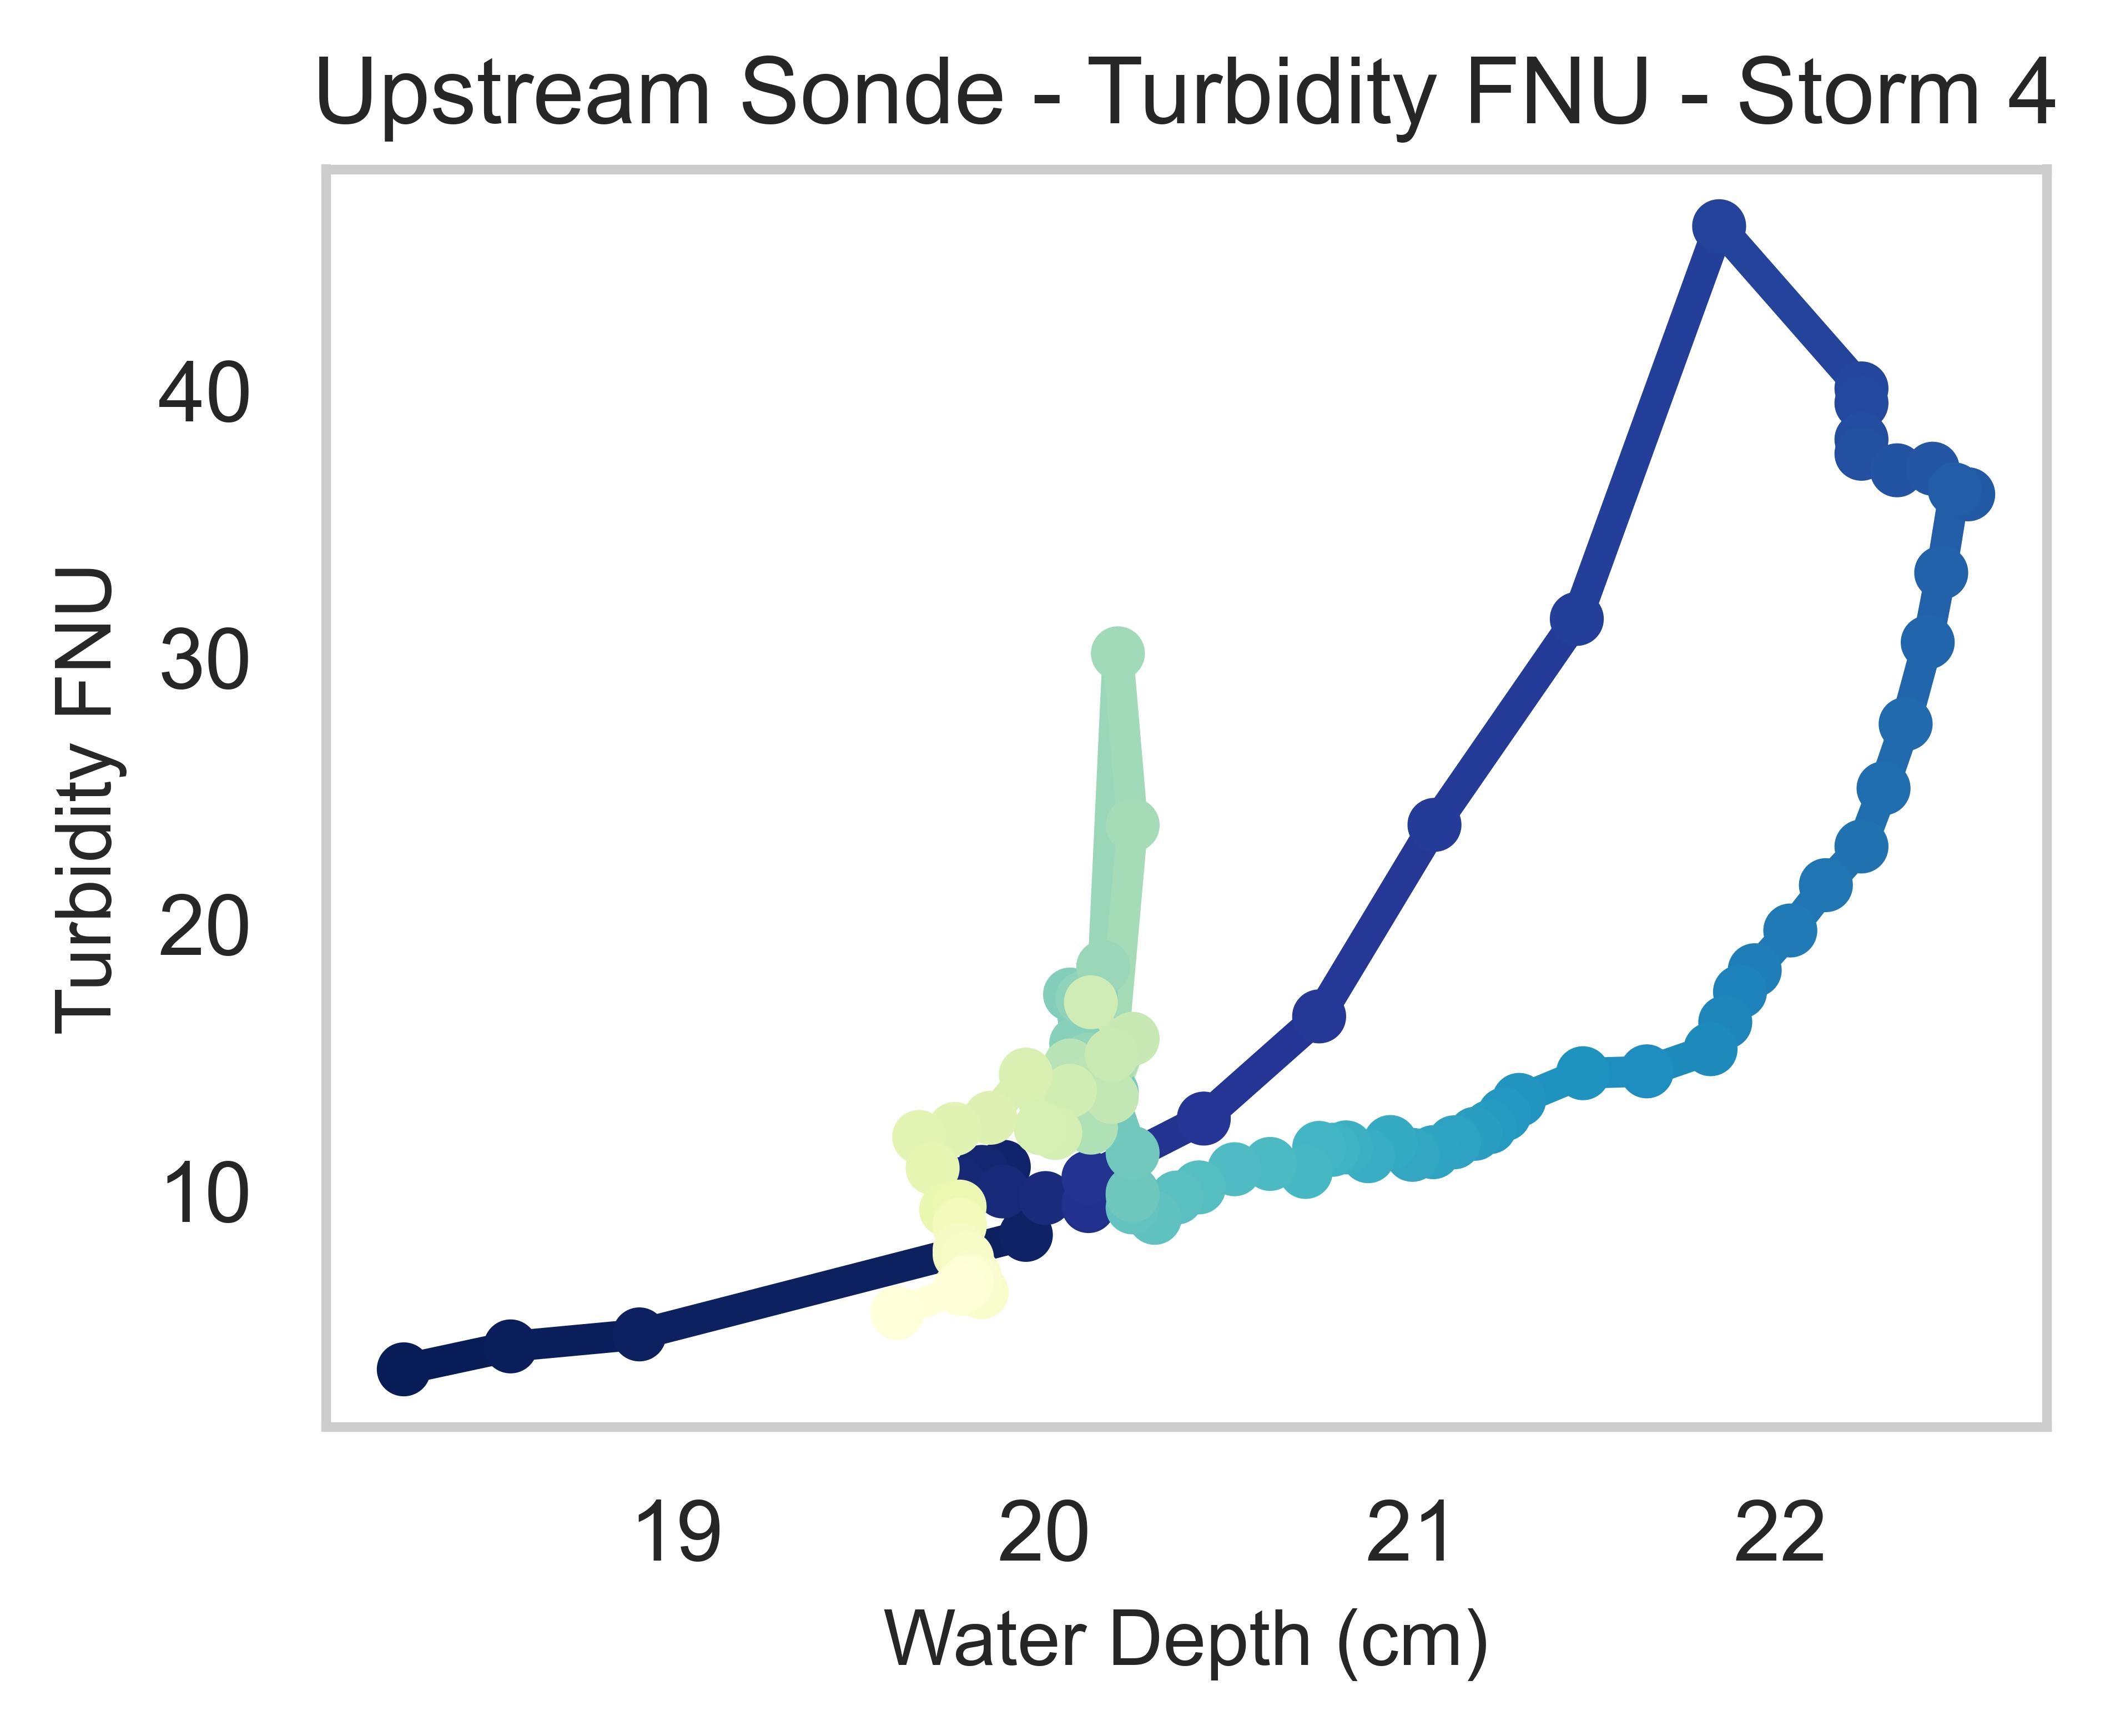 Upstream Sonde - Turbidity FNU - Storm 4
Turbidity FNU
40
30
20
10
19
20
21
22
Water Depth (cm)